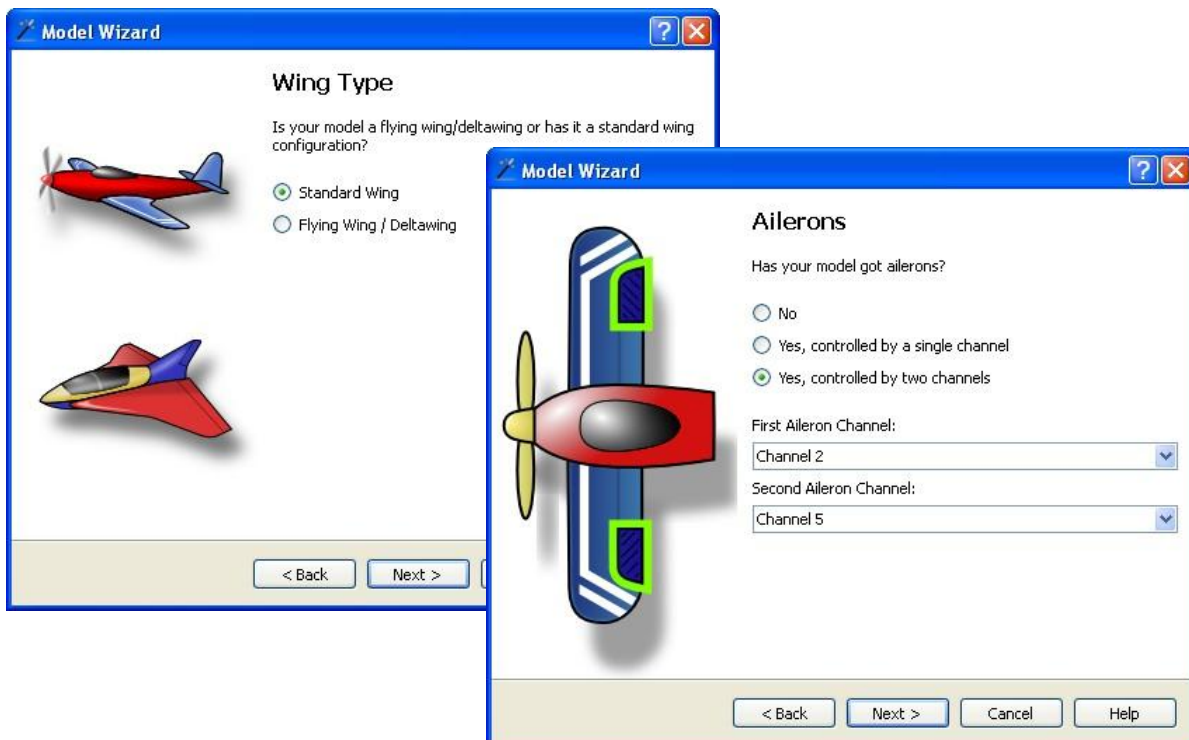 Model Wizard
Wing Type
Is your model a flying wing/deltawing or has it a standard wing
configuration?
Standard Wing
Flying Wing / Deltawing
< Back
Next >
Model Wizard
Ailerons
Has your model got ailerons?
No
Yes, controlled by a single channel
Yes, controlled by two channels
First Aileron Channel:
Channel 2
Second Aileron Channel:
Channel 5
< Back
Next >
Cancel
Help